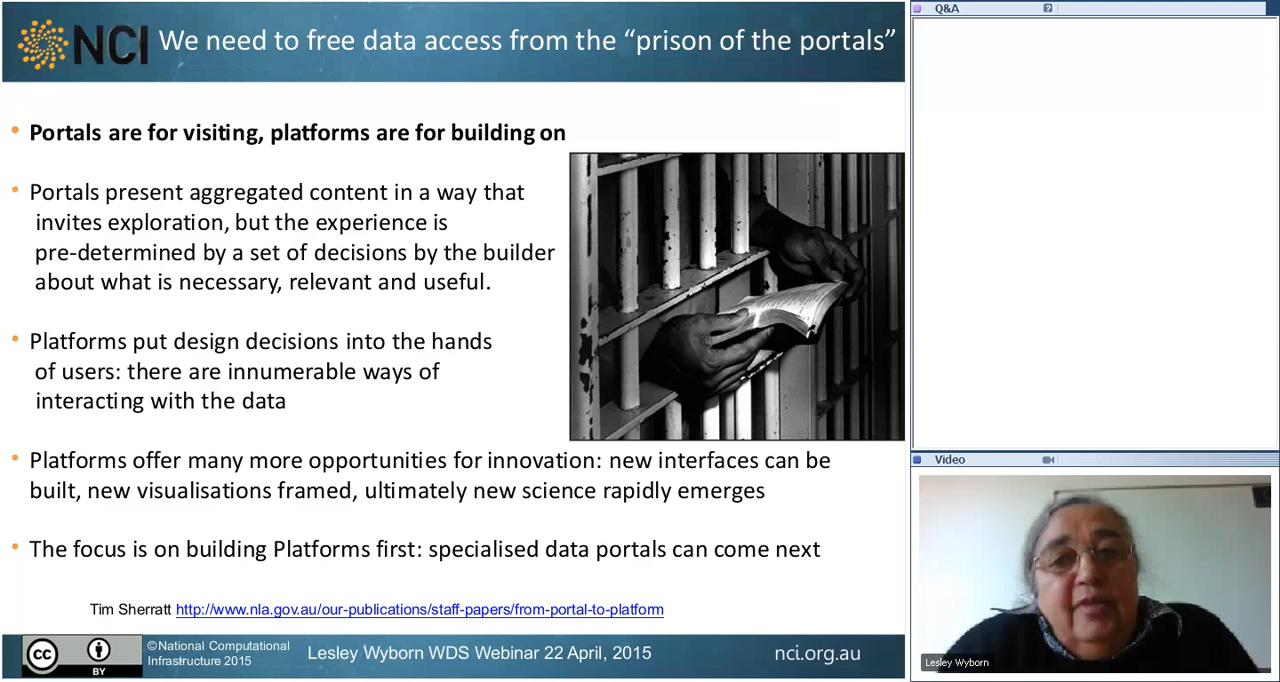 NCI We need to free data access from the “prison of the portals”
• Portals are for visiting, platforms are for building on
• Portals present aggregated content in a way that
invites exploration, but the experience is
pre-determined by a set of decisions by the builder
about what is necessary, relevant and useful.
• Platforms put design decisions into the hands
of users: there are innumerable ways of
interacting with the data
• Platforms offer many more opportunities for innovation: new interfaces can be
built, new visualisations framed, ultimately new science rapidly emerges
• The focus is on building Platforms first: specialised data portals can come next
Tim Sherratt http://www.nla.gov.au/our-publications/staff-papers/from-portal-to-platform
cc BY
©National Computational
Infrastructure 2015
Lesley Wyborn WDS Webinar 22 April, 2015
nci.org.au
Q&A
?
Video
Lesley Wyborn